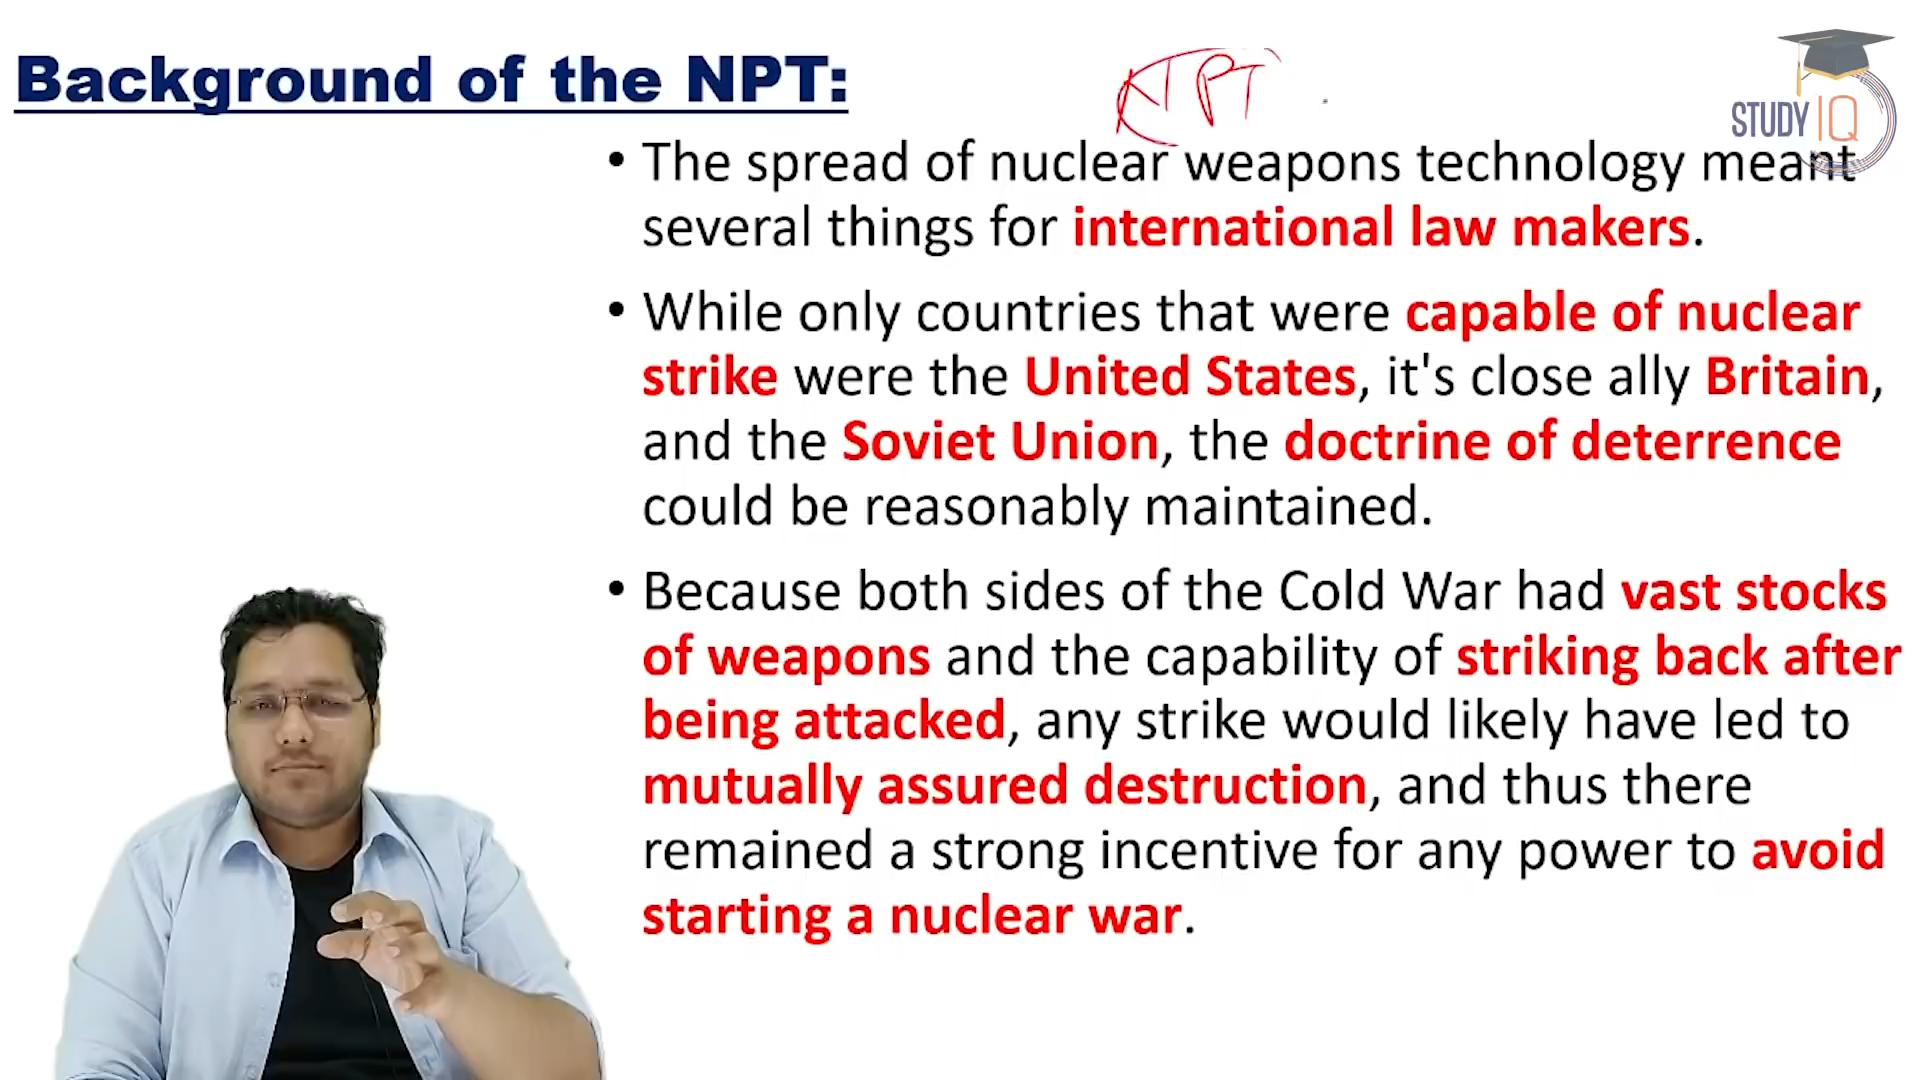 Background of the NPT:
NPT
STUDY IQ
• The spread of nuclear weapons technology meant
several things for international law makers.
• While only countries that were capable of nuclear
strike were the United States, it's close ally Britain,
and the Soviet Union, the doctrine of deterrence
could be reasonably maintained.
• Because both sides of the Cold War had vast stocks
of weapons and the capability of striking back after
being attacked, any strike would likely have led to
mutually assured destruction, and thus there
remained a strong incentive for any power to avoid
starting a nuclear war.